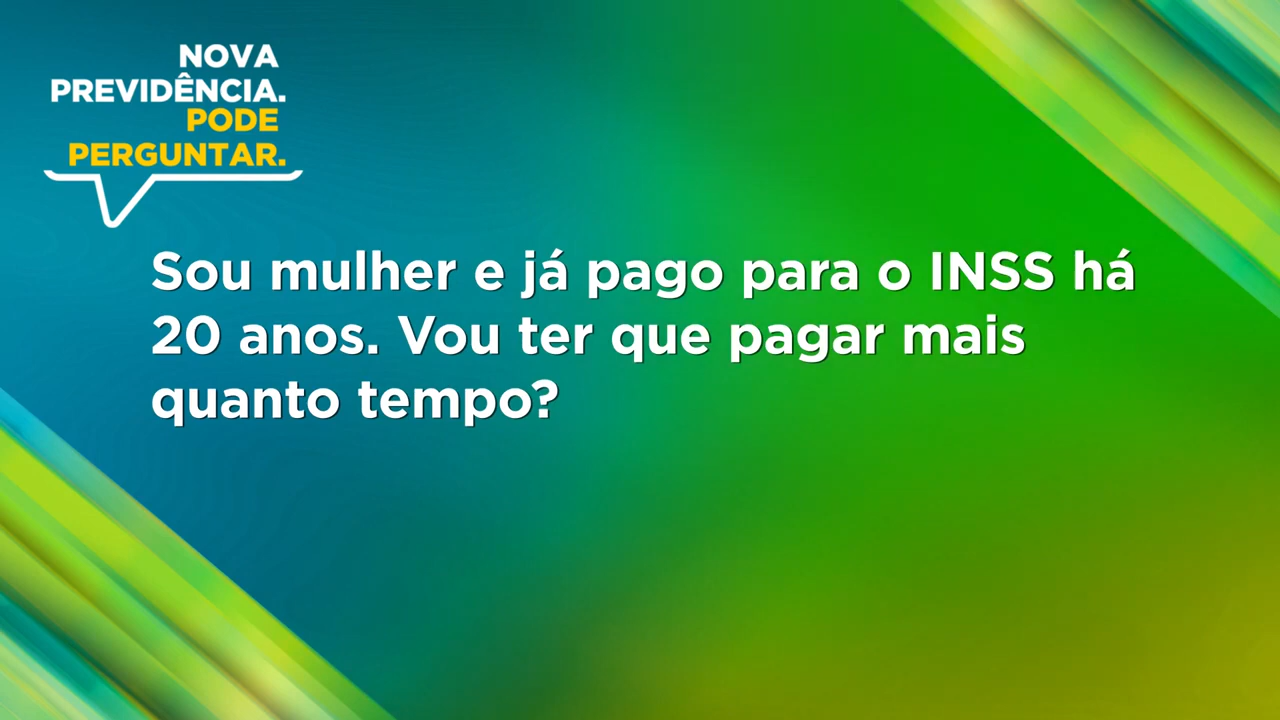 NOVA
PREVIDÊNCIA.
PODE
PERGUNTAR.
Sou mulher e já pago para o INSS há
20 anos. Vou ter que pagar mais
quanto tempo?